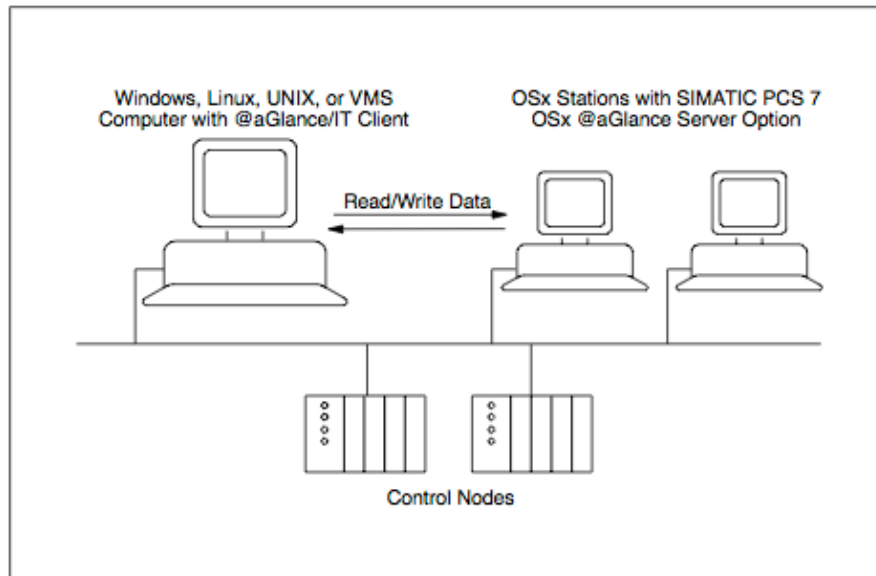 Windows, Linux, UNIX, or VMS
Computer with @aGlance/IT Client
OSx Stations with SIMATIC PCS 7
OSx @aGlance Server Option
Read/Write Data
Control Nodes